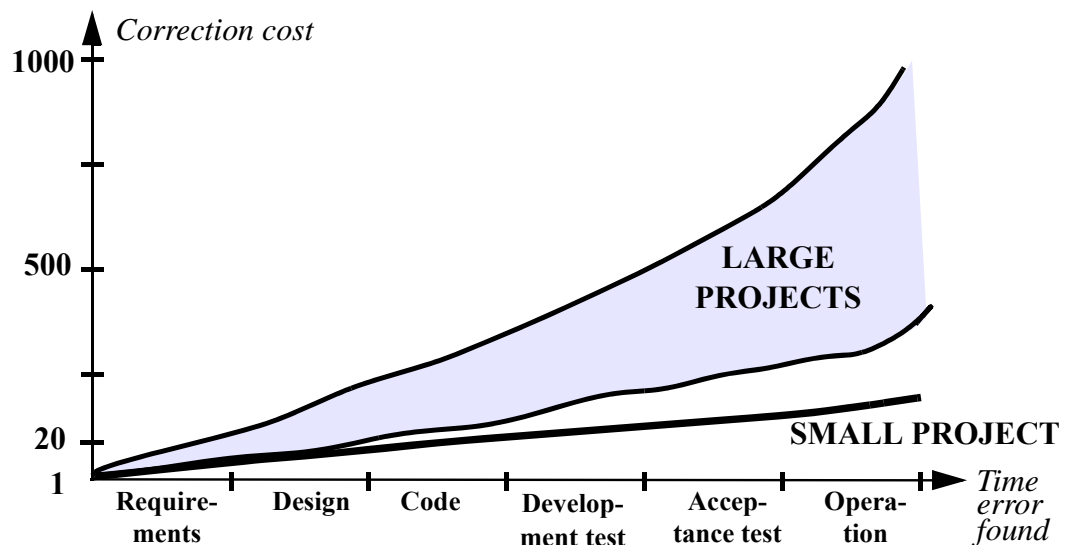 Correction cost
1000
500
20
1
LARGE
PROJECTS
SMALL PROJECT
Require-
ments
Design
Code
Develop-
ment test
Accep-
tance test
Opera-
tion
Time
error
found